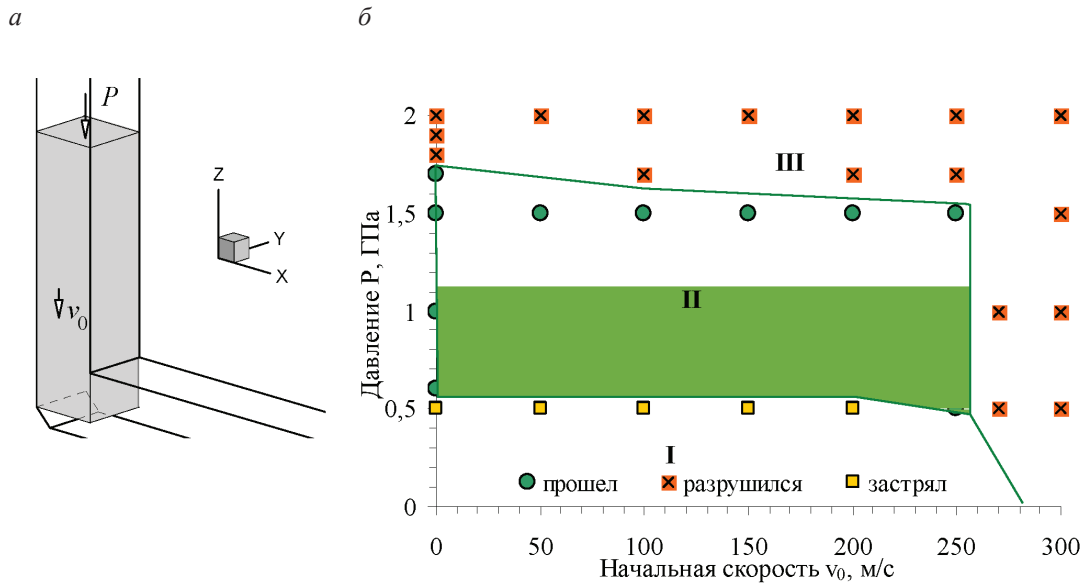 а
б
P
v0
Z
Y
X
Давление P, ГПа
2
1,5
1
0,5
0
III
II
I
прошел разрушился застрял
0 50 100 150 200 250 300
Начальная скорость v0, м/с